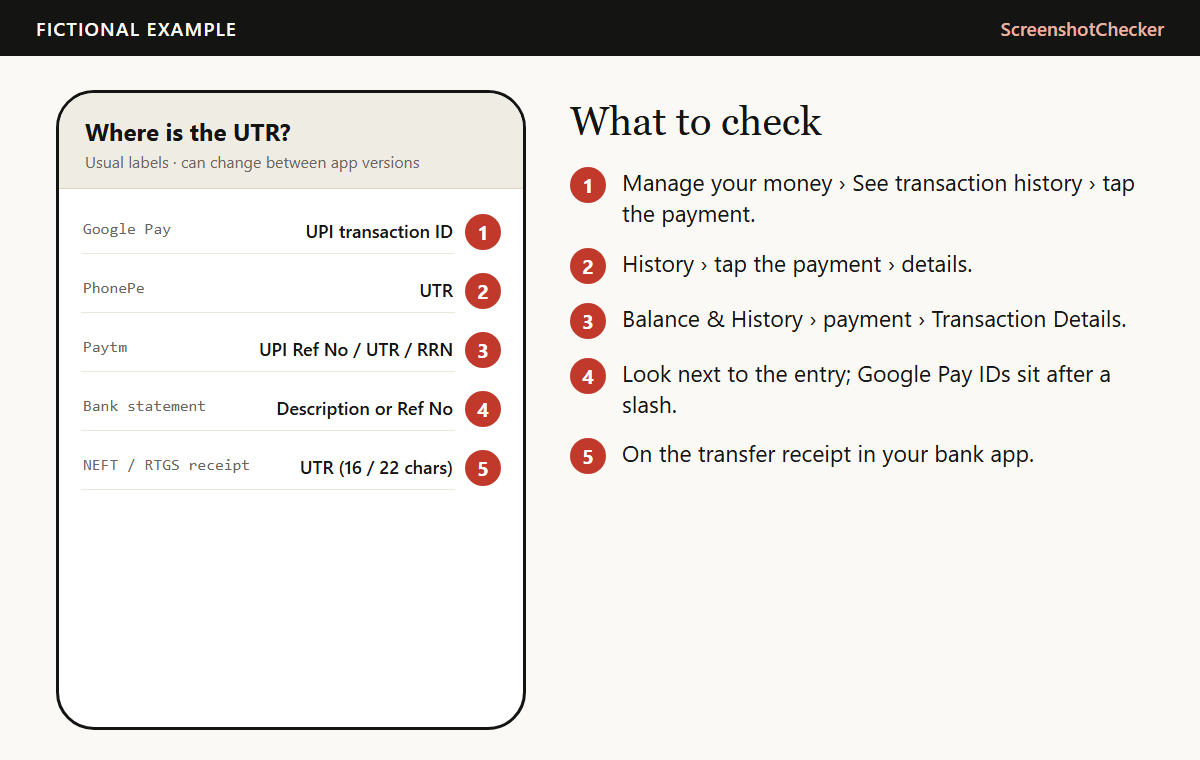 FICTIONAL EXAMPLE
ScreenshotChecker
Where is the UTR?
Usual labels · can change between app versions
Google Pay UPI transaction ID 1
PhonePe UTR 2
Paytm UPI Ref No / UTR / RRN 3
Bank statement Description or Ref No 4
NEFT / RTGS receipt UTR (16 / 22 chars) 5
What to check
1 Manage your money › See transaction history › tap
the payment.
2 History › tap the payment › details.
3 Balance & History › payment › Transaction Details.
4 Look next to the entry; Google Pay IDs sit after a
slash.
5 On the transfer receipt in your bank app.